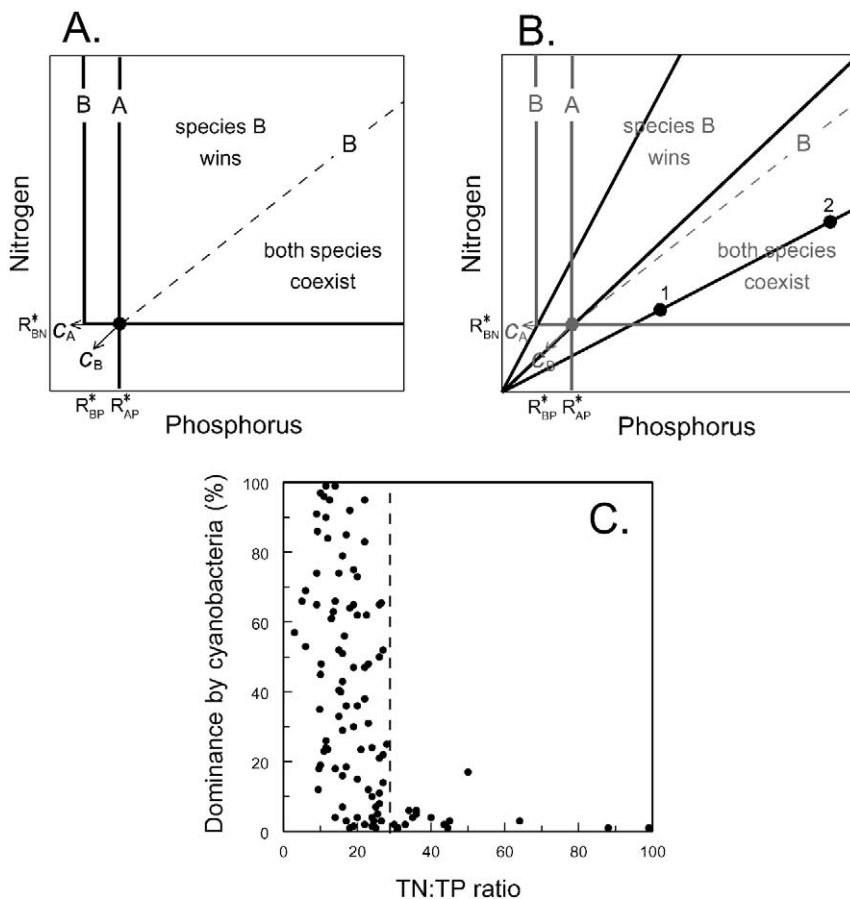 A.
B
A
species B
wins
B
both species
coexist
Nitrogen
R*BN
CA
CB
R*BP
R*AP
Phosphorus
B.
B
A
species B
wins
B
2
both species
coexist
1
Nitrogen
R*BN
CA
CB
R*BP
R*AP
Phosphorus
C.
Dominance by cyanobacteria (%)
100
80
60
40
20
0
0 20 40 60 80 100
TN:TP ratio